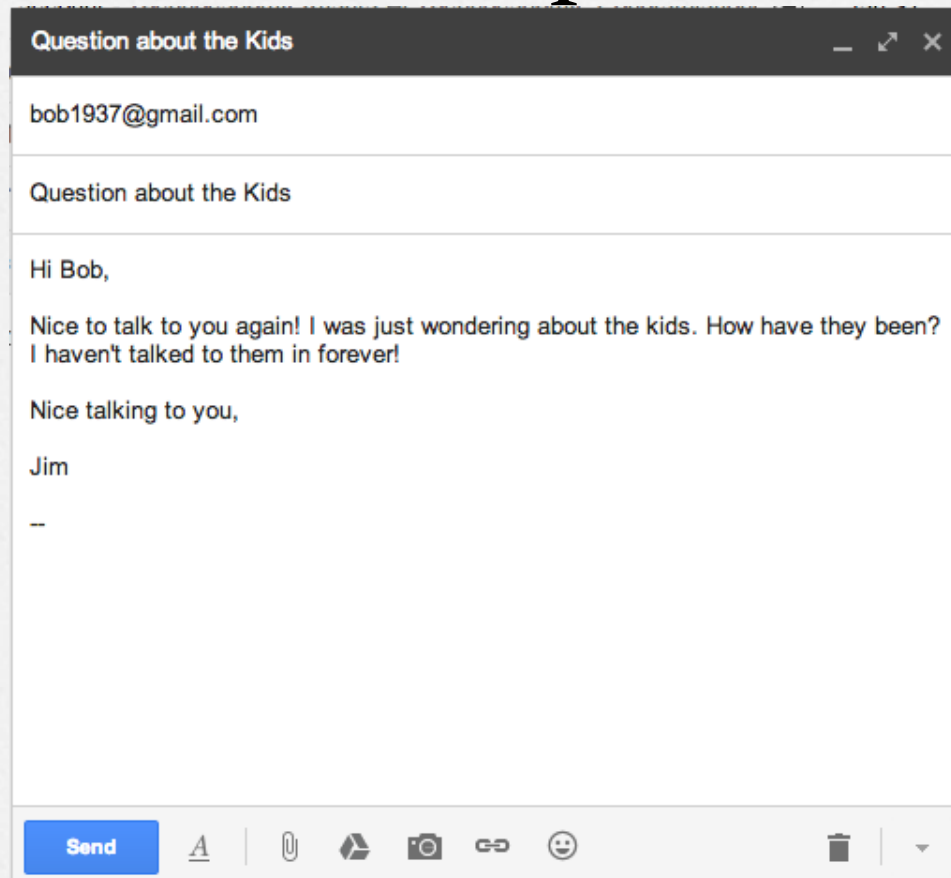 Question about the Kids
bob1937@gmail.com
Question about the Kids
Hi Bob,
Nice to talk to you again! I was just wondering about the kids. How have they been?
I haven't talked to them in forever!
Nice talking to you,
Jim
--
Send
A